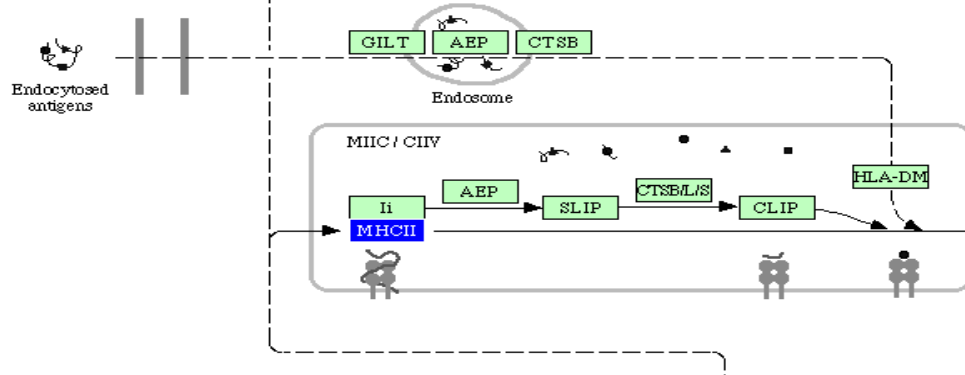 GILT AEP CTSB
Endocytosed
antigens
Endosome
MIIC / CIIV
AEP CTSB/L/S HLA-DM
Ii SLIP CLIP
MHCII